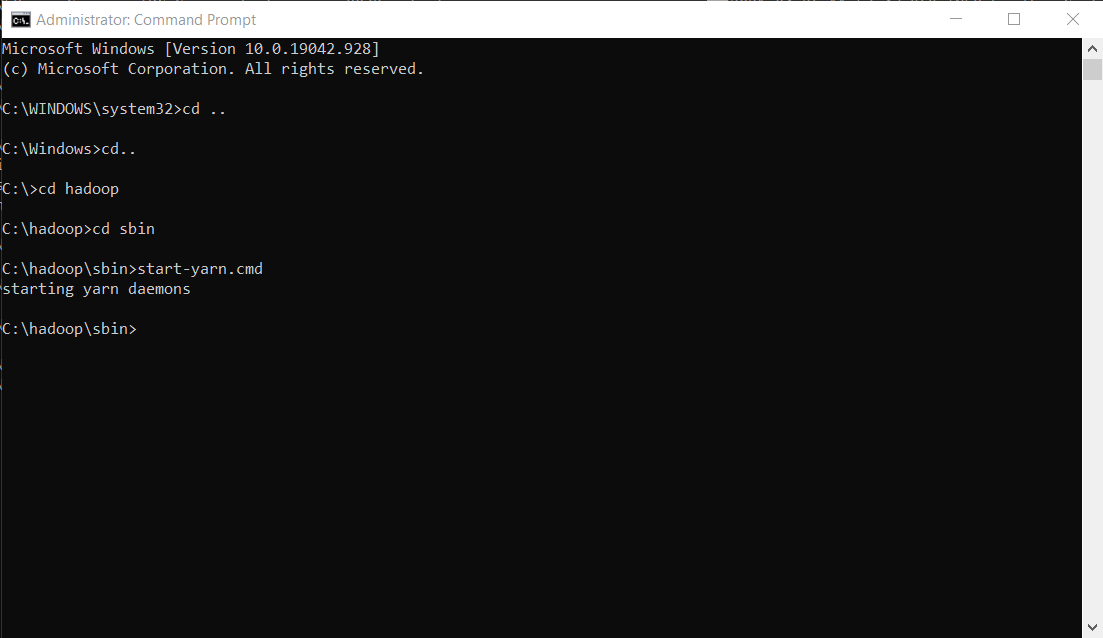 Administrator: Command Prompt
Microsoft Windows [Version 10.0.19042.928]
(c) Microsoft Corporation. All rights reserved.
C:\WINDOWS\system32>cd ..
C:\Windows>cd..
C:\>cd hadoop
C:\hadoop>cd sbin
C:\hadoop\sbin>start-yarn.cmd
starting yarn daemons
C:\hadoop\sbin>